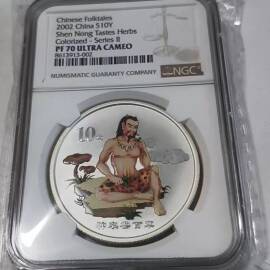 Chinese Folktales
2002 China S10Y
Shen Nong Tastes Herbs
Colorized - Series II
PF 70 ULTRA CAMEO
NUMISMATIC GUARANTY COMPANY
NGC
10元